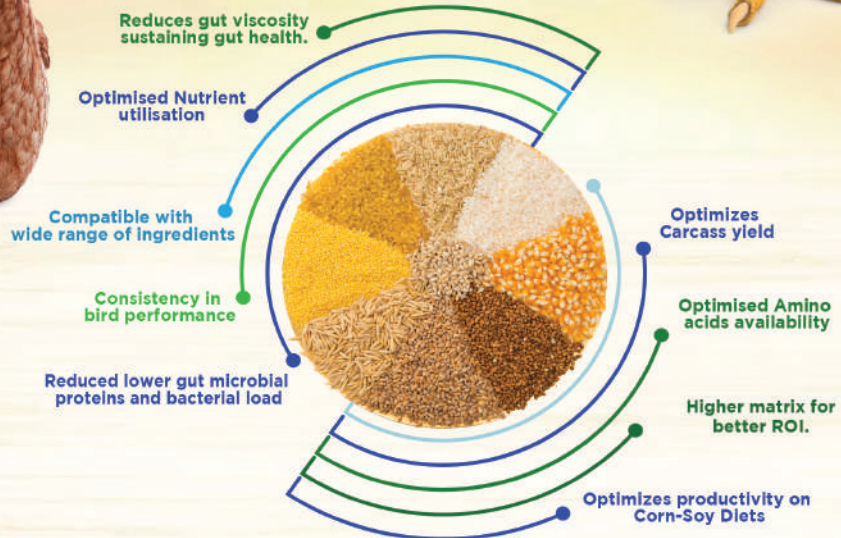 Reduces gut viscosity
sustaining gut health.
Optimised Nutrient
utilisation
Compatible with
wide range of ingredients
Consistency in
bird performance
Reduced lower gut microbial
proteins and bacterial load
Optimizes
Carcass yield
Optimised Amino
acids availability
Higher matrix for
better ROI.
Optimizes productivity on
Corn-Soy Diets